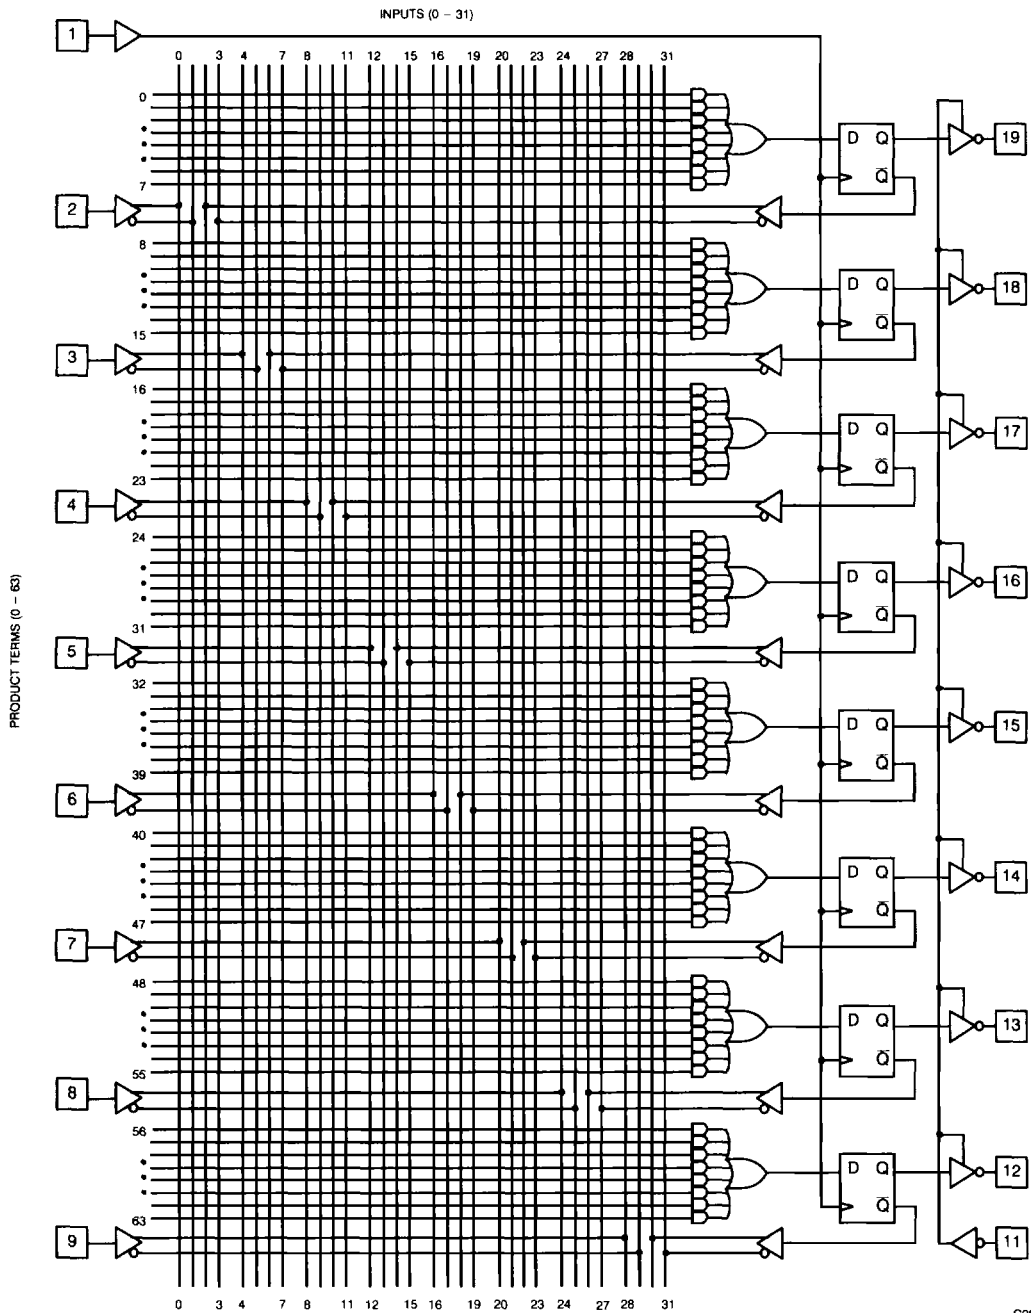 INPUTS (0 – 31)
1
0 3 4 7 8 11 12 15 16 19 20 23 24 27 28 31
0
D Q
19
7
Q̅
2
8
D Q
18
15
Q̅
3
16
D Q
17
23
Q̅
4
24
D Q
16
31
Q̅
5
PRODUCT TERMS (0 – 63)
32
D Q
15
39
Q̅
6
40
D Q
14
47
Q̅
7
48
D Q
13
55
Q̅
8
56
D Q
12
63
Q̅
9
11
0 3 4 7 8 11 12 15 16 19 20 23 24 27 28 31